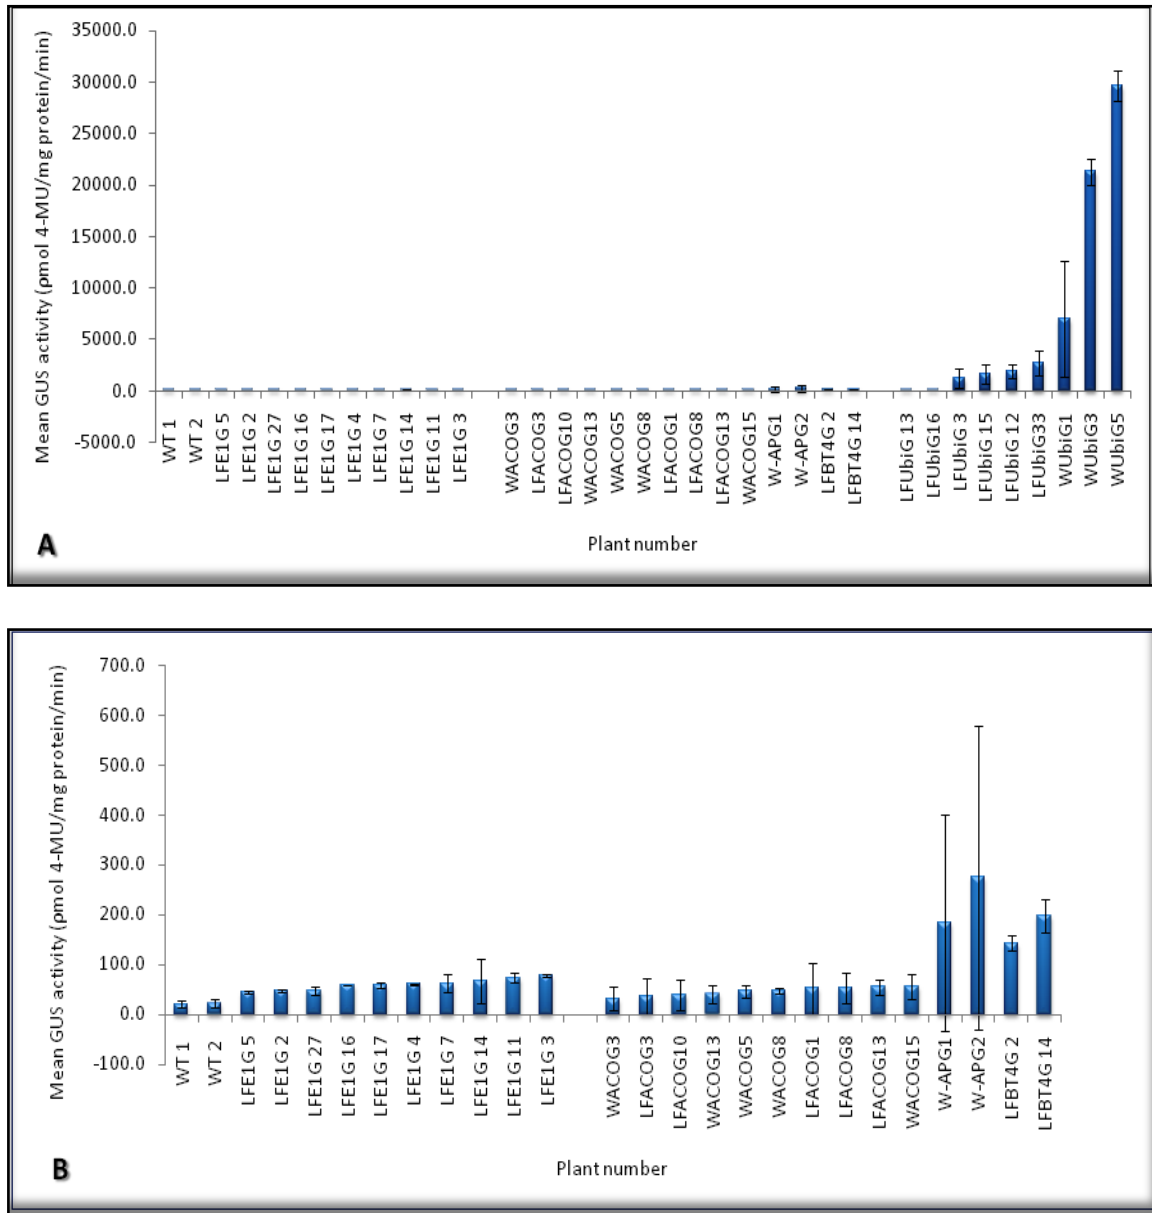 Mean GUS activity (ρmol 4-MU/mg protein/min)
35000.0
30000.0
25000.0
20000.0
15000.0
10000.0
5000.0
0.0
-5000.0
WT 1
WT 2
LFE1G 5
LFE1G 2
LFE1G 27
LFE1G 16
LFE1G 17
LFE1G 4
LFE1G 7
LFE1G 14
LFE1G 11
LFE1G 3
WACOG3
LFACOG3
LFACOG10
WACOG13
WACOG5
WACOG8
LFACOG1
LFACOG8
LFACOG13
WACOG15
W-APG1
W-APG2
LFBT4G 2
LFBT4G 14
LFUbiG 13
LFUbiG16
LFUbiG 3
LFUbiG 15
LFUbiG 12
LFUbiG33
WUbiG1
WUbiG3
WUbiG5
Plant number
A
Mean GUS activity (ρmol 4-MU/mg protein/min)
700.0
600.0
500.0
400.0
300.0
200.0
100.0
0.0
-100.0
WT 1
WT 2
LFE1G 5
LFE1G 2
LFE1G 27
LFE1G 16
LFE1G 17
LFE1G 4
LFE1G 7
LFE1G 14
LFE1G 11
LFE1G 3
WACOG3
LFACOG3
LFACOG10
WACOG13
WACOG5
WACOG8
LFACOG1
LFACOG8
LFACOG13
WACOG15
W-APG1
W-APG2
LFBT4G 2
LFBT4G 14
Plant number
B